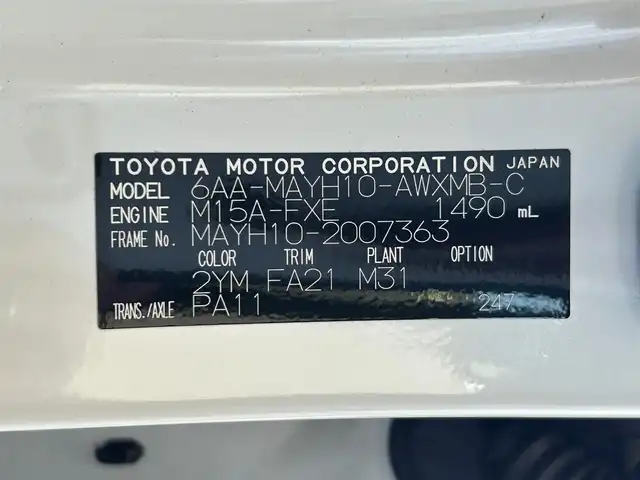 TOYOTA MOTOR CORPORATION JAPAN
MODEL 6AA-MAYH10-AWXMB-C
ENGINE M15A-FXE 1490 mL
FRAME No. MAYH10-2007363
COLOR TRIM PLANT OPTION
2YM FA21 M31
TRANS./AXLE PA11 247